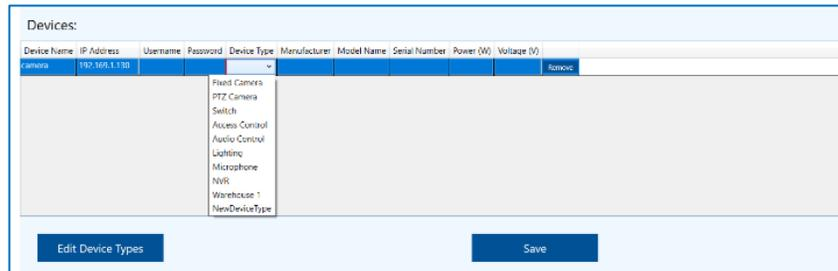 Devices:
Device Name IP Address Username Password Device Type Manufacturer Model Name Serial Number Power (W) Voltage (V)
camera 192.169.1.130 Remove
Fixed Camera
PTZ Camera
Switch
Access Control
Audio Control
Lighting
Microphone
NVR
Warehouse 1
NewDeviceType
Edit Device Types Save